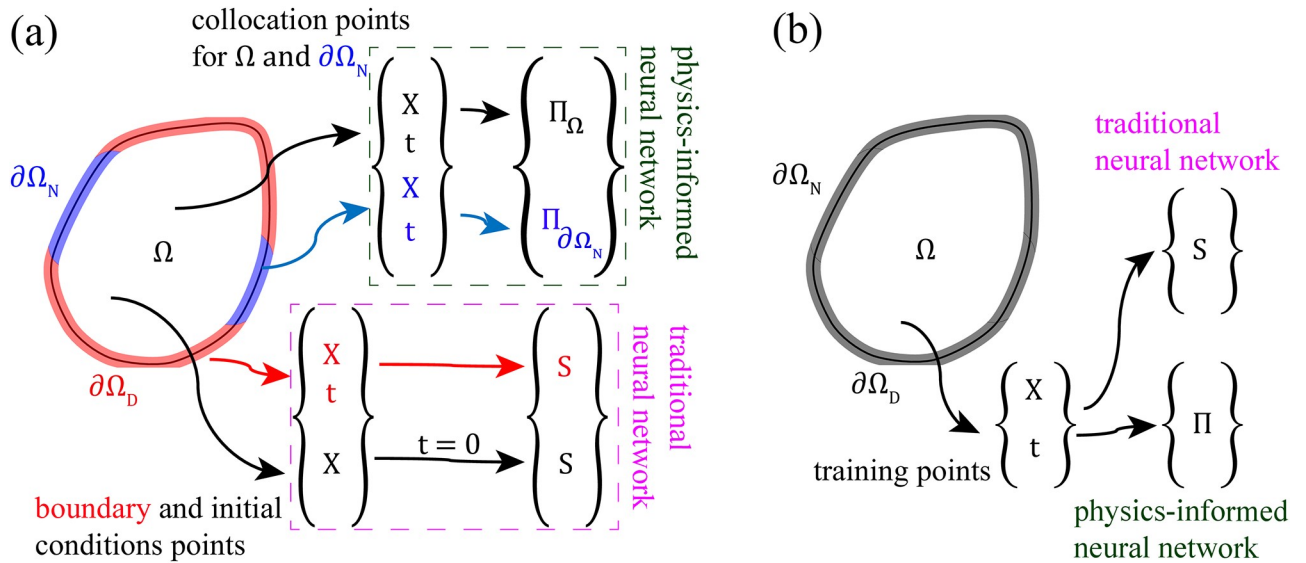 (a)
collocation points
for Ω and ∂Ω_N
X
t
X
t
Π_Ω
Π_∂Ω_N
physics-informed
neural network
∂Ω_N
Ω
∂Ω_D
X
t
X
S
t = 0
S
traditional
neural network
boundary and initial
conditions points
(b)
∂Ω_N
Ω
∂Ω_D
training points
X
t
traditional
neural network
S
Π
physics-informed
neural network